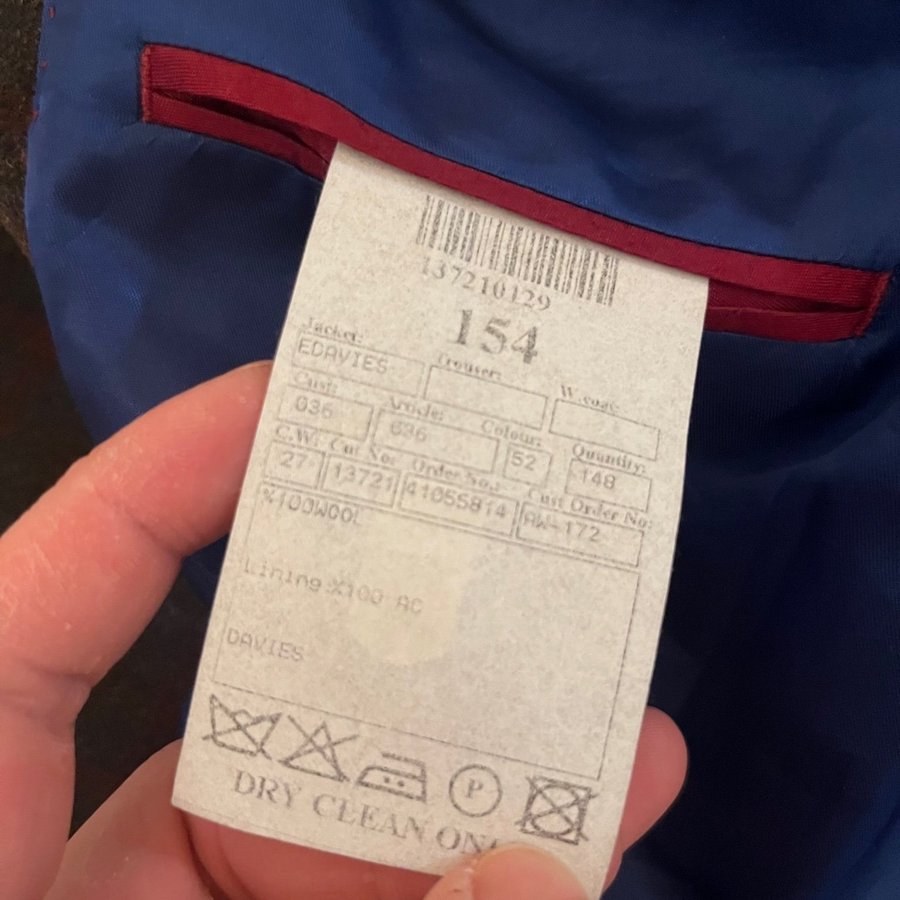 137210129
154
Jacket: Trouser: W.coat:
EDAVIES
Cust: Article: Colour: Quantity:
036 636 52 148
C.W: Cut No: Order No.: Cust Order No:
27 13721 41055814 AW-172
%100WOOL
Lining:%100 AC
DAVIES
P
DRY CLEAN ON